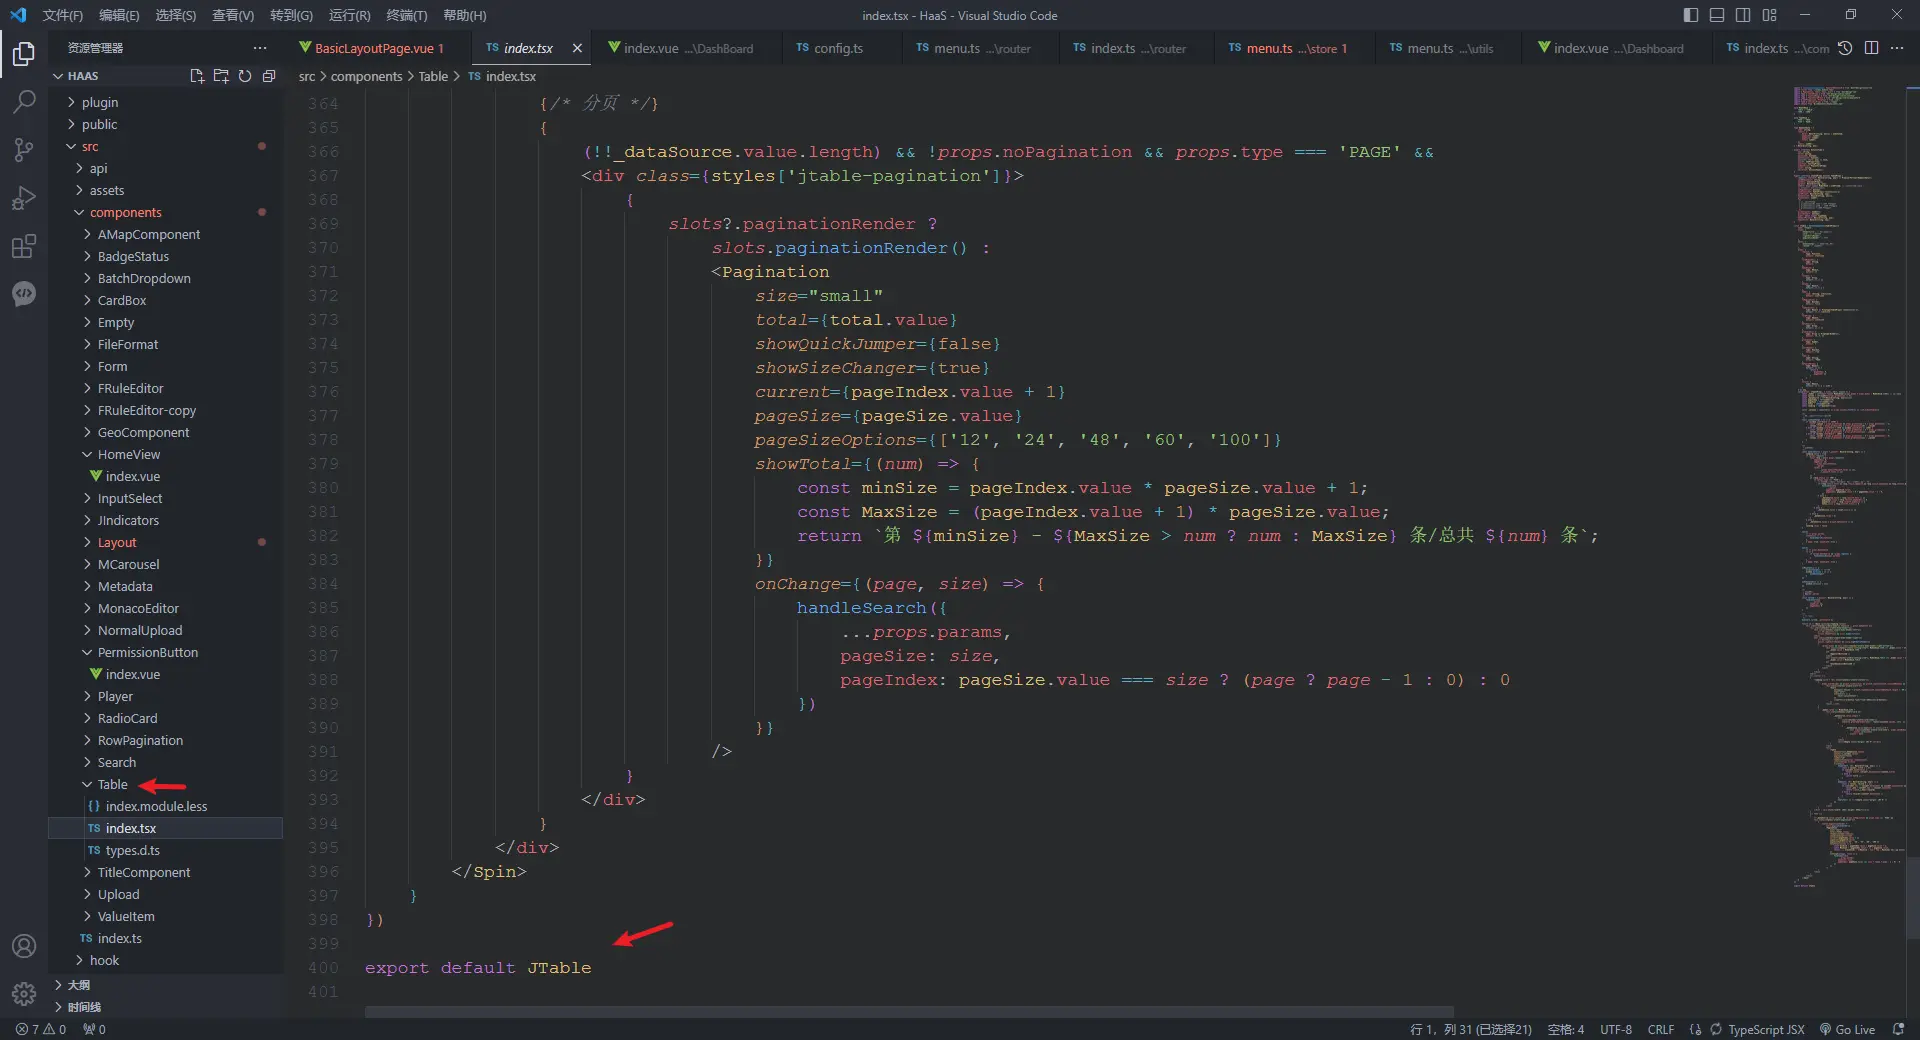 文件(F) 编辑(E) 选择(S) 查看(V) 转到(G) 运行(R) 终端(T) 帮助(H)
index.tsx - HaaS - Visual Studio Code
资源管理器 ···
BasicLayoutPage.vue 1
TS index.tsx
index.vue ...\DashBoard
TS config.ts
TS menu.ts ...\router
TS index.ts ...\router
TS menu.ts ...\store 1
TS menu.ts ...\utils
index.vue ...\Dashboard
TS index.ts ...\com
HAAS
src > components > Table > TS index.tsx
plugin
public
src
api
assets
components
AMapComponent
BadgeStatus
BatchDropdown
CardBox
Empty
FileFormat
Form
FRuleEditor
FRuleEditor-copy
GeoComponent
HomeView
index.vue
InputSelect
JIndicators
Layout
MCarousel
Metadata
MonacoEditor
NormalUpload
PermissionButton
index.vue
Player
RadioCard
RowPagination
Search
Table
{} index.module.less
TS index.tsx
TS types.d.ts
TitleComponent
Upload
ValueItem
TS index.ts
hook
大纲
时间线
364 {/* 分页 */}
365 {
366 (!!_dataSource.value.length) && !props.noPagination && props.type === 'PAGE' &&
367 <div class={styles['jtable-pagination']}>
368 {
369 slots?.paginationRender ?
370 slots.paginationRender() :
371 <Pagination
372 size="small"
373 total={total.value}
374 showQuickJumper={false}
375 showSizeChanger={true}
376 current={pageIndex.value + 1}
377 pageSize={pageSize.value}
378 pageSizeOptions={['12', '24', '48', '60', '100']}
379 showTotal={(num) => {
380 const minSize = pageIndex.value * pageSize.value + 1;
381 const MaxSize = (pageIndex.value + 1) * pageSize.value;
382 return `第 ${minSize} - ${MaxSize > num ? num : MaxSize} 条/总共 ${num} 条`;
383 }}
384 onChange={(page, size) => {
385 handleSearch({
386 ...props.params,
387 pageSize: size,
388 pageIndex: pageSize.value === size ? (page ? page - 1 : 0) : 0
389 })
390 }}
391 />
392 }
393 </div>
394 }
395 </div>
396 </Spin>
397 }
398 })
399
400 export default JTable
401
7 0 0
行 1，列 31 (已选择21) 空格: 4 UTF-8 CRLF {} TypeScript JSX Go Live